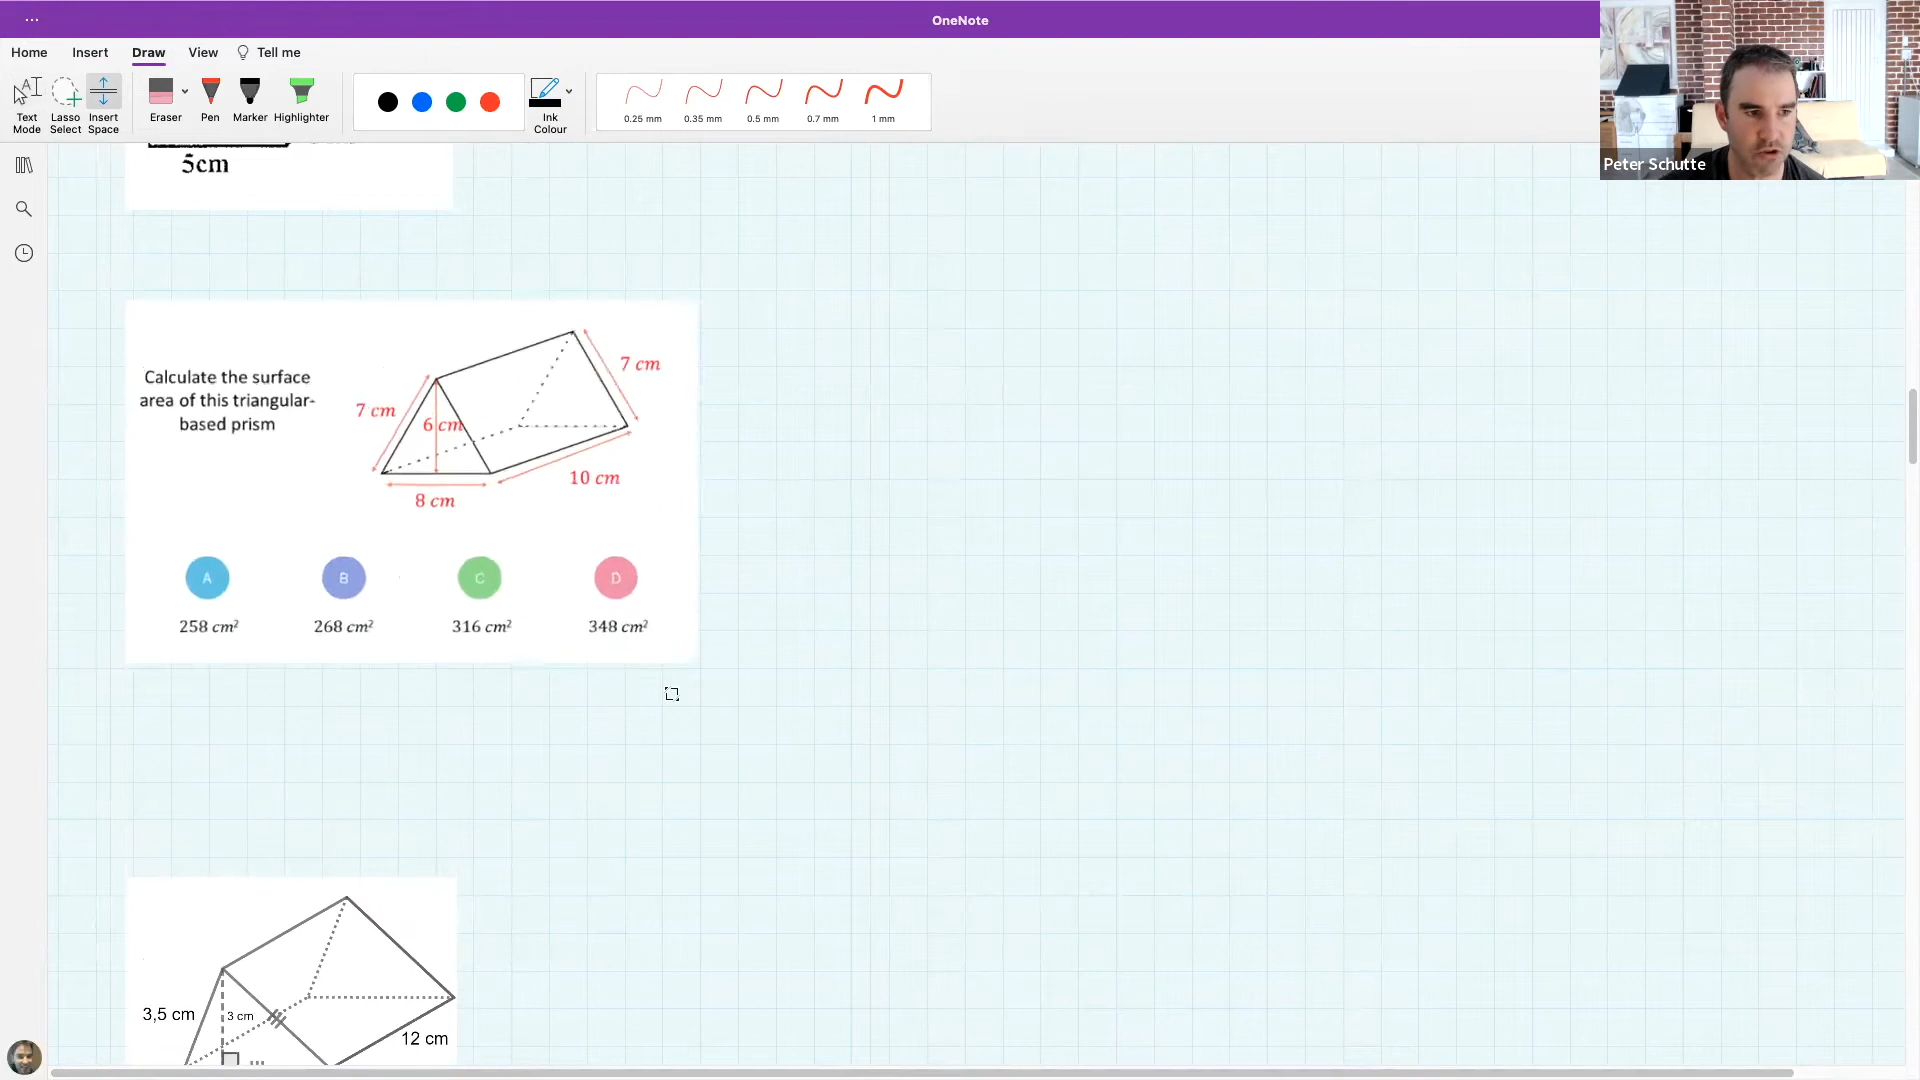 OneNote
Home Insert Draw View Tell me
Text Mode
Lasso Select
Insert Space
Eraser
Pen
Marker
Highlighter
Ink Colour
0.25 mm
0.35 mm
0.5 mm
0.7 mm
1 mm
Peter Schutte
5cm
Calculate the surface
area of this triangular-
based prism
7 cm
7 cm
6 cm
10 cm
8 cm
A B C D
258 cm² 268 cm² 316 cm² 348 cm²
3,5 cm
3 cm
12 cm